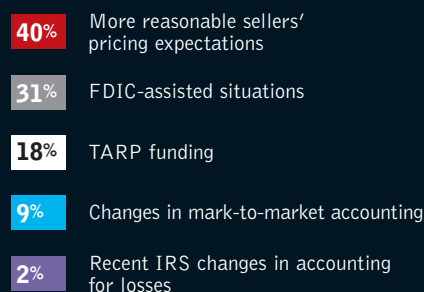 40% More reasonable sellers'
pricing expectations
31% FDIC-assisted situations
18% TARP funding
9% Changes in mark-to-market accounting
2% Recent IRS changes in accounting
for losses